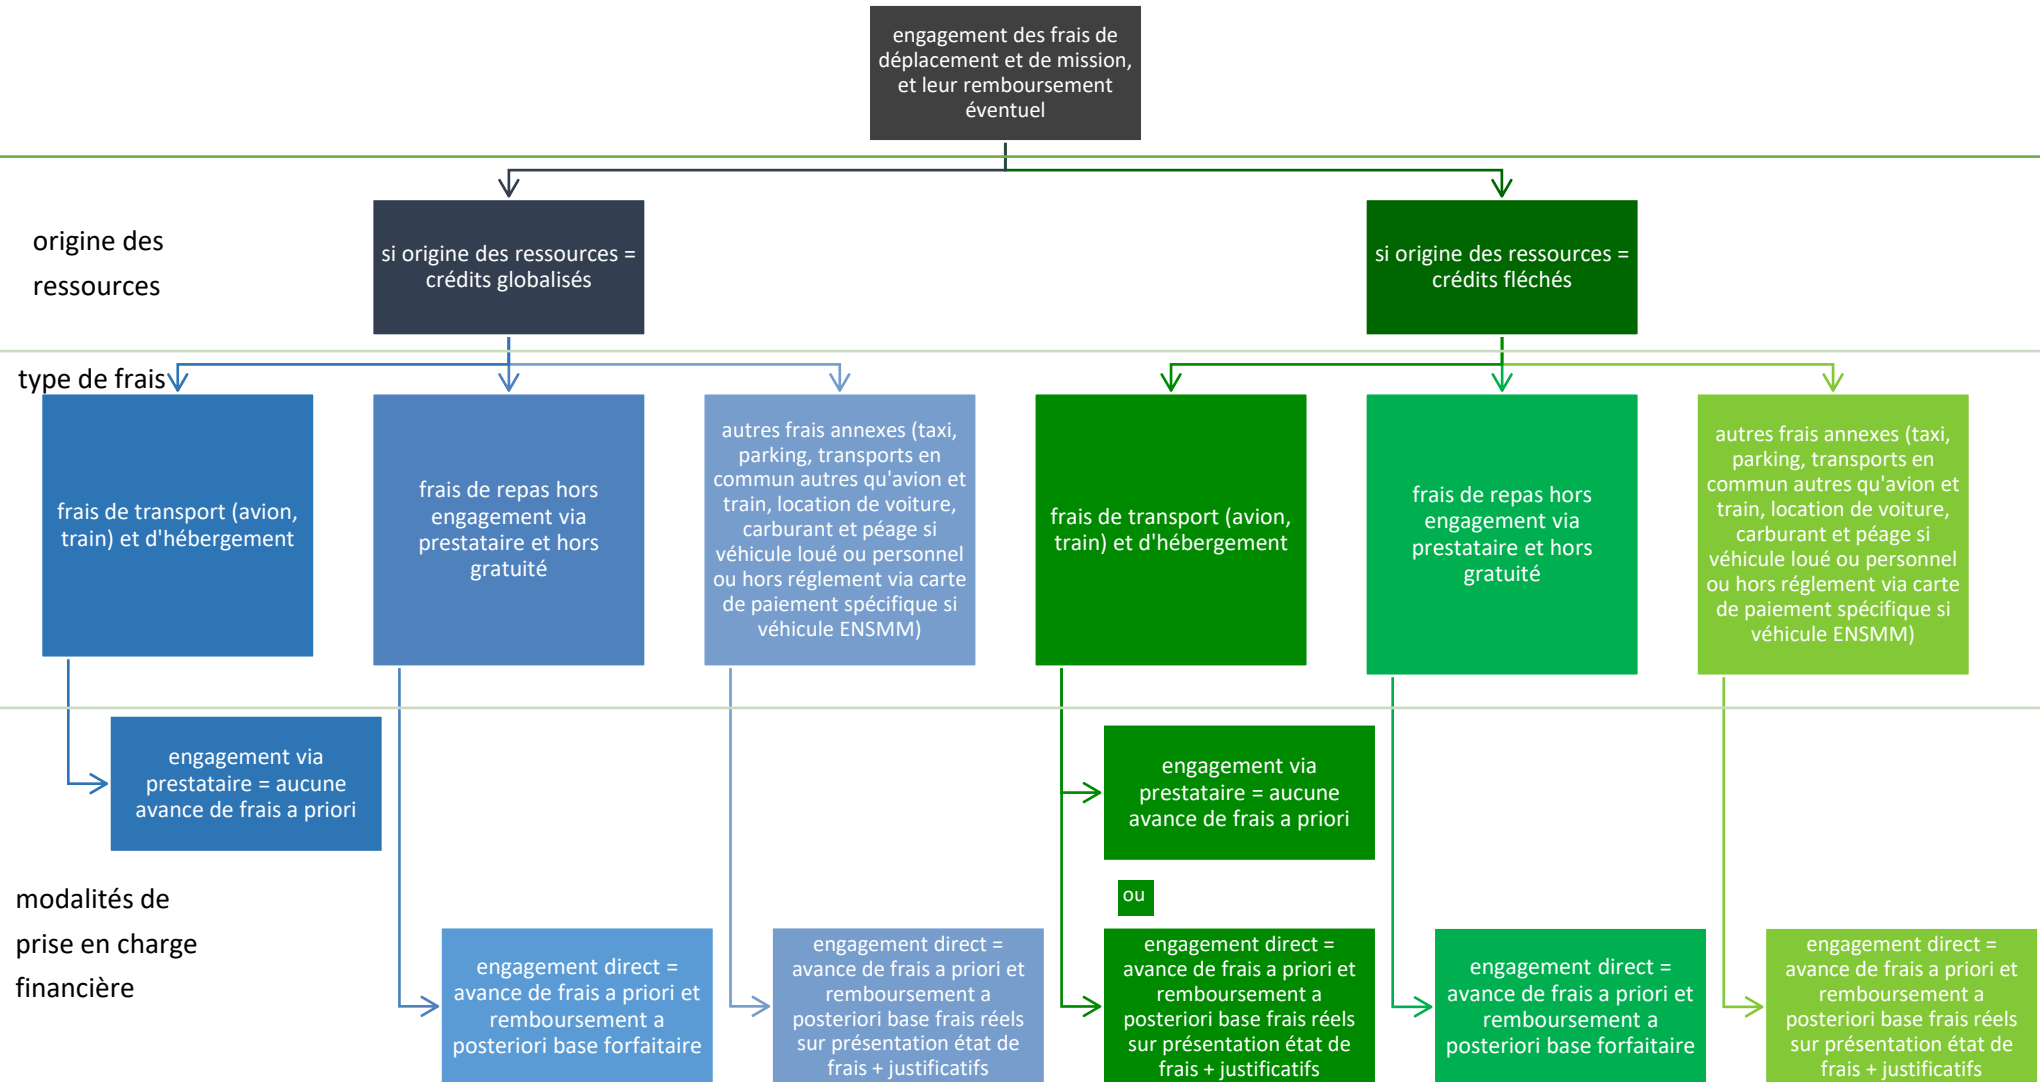 engagement des frais de
déplacement et de mission,
et leur remboursement
éventuel
origine des
ressources
si origine des ressources =
crédits globalisés
si origine des ressources =
crédits fléchés
type de frais
frais de transport (avion,
train) et d'hébergement
frais de repas hors
engagement via
prestataire et hors
gratuité
autres frais annexes (taxi,
parking, transports en
commun autres qu'avion et
train, location de voiture,
carburant et péage si
véhicule loué ou personnel
ou hors réglement via carte
de paiement spécifique si
véhicule ENSMM)
frais de transport (avion,
train) et d'hébergement
frais de repas hors
engagement via
prestataire et hors
gratuité
autres frais annexes (taxi,
parking, transports en
commun autres qu'avion et
train, location de voiture,
carburant et péage si
véhicule loué ou personnel
ou hors réglement via carte
de paiement spécifique si
véhicule ENSMM)
modalités de
prise en charge
financière
engagement via
prestataire = aucune
avance de frais a priori
engagement direct =
avance de frais a priori et
remboursement a
posteriori base forfaitaire
engagement direct =
avance de frais a priori et
remboursement a
posteriori base frais réels
sur présentation état de
frais + justificatifs
engagement via
prestataire = aucune
avance de frais a priori
ou
engagement direct =
avance de frais a priori et
remboursement a
posteriori base frais réels
sur présentation état de
frais + justificatifs
engagement direct =
avance de frais a priori et
remboursement a
posteriori base forfaitaire
engagement direct =
avance de frais a priori et
remboursement a
posteriori base frais réels
sur présentation état de
frais + justificatifs